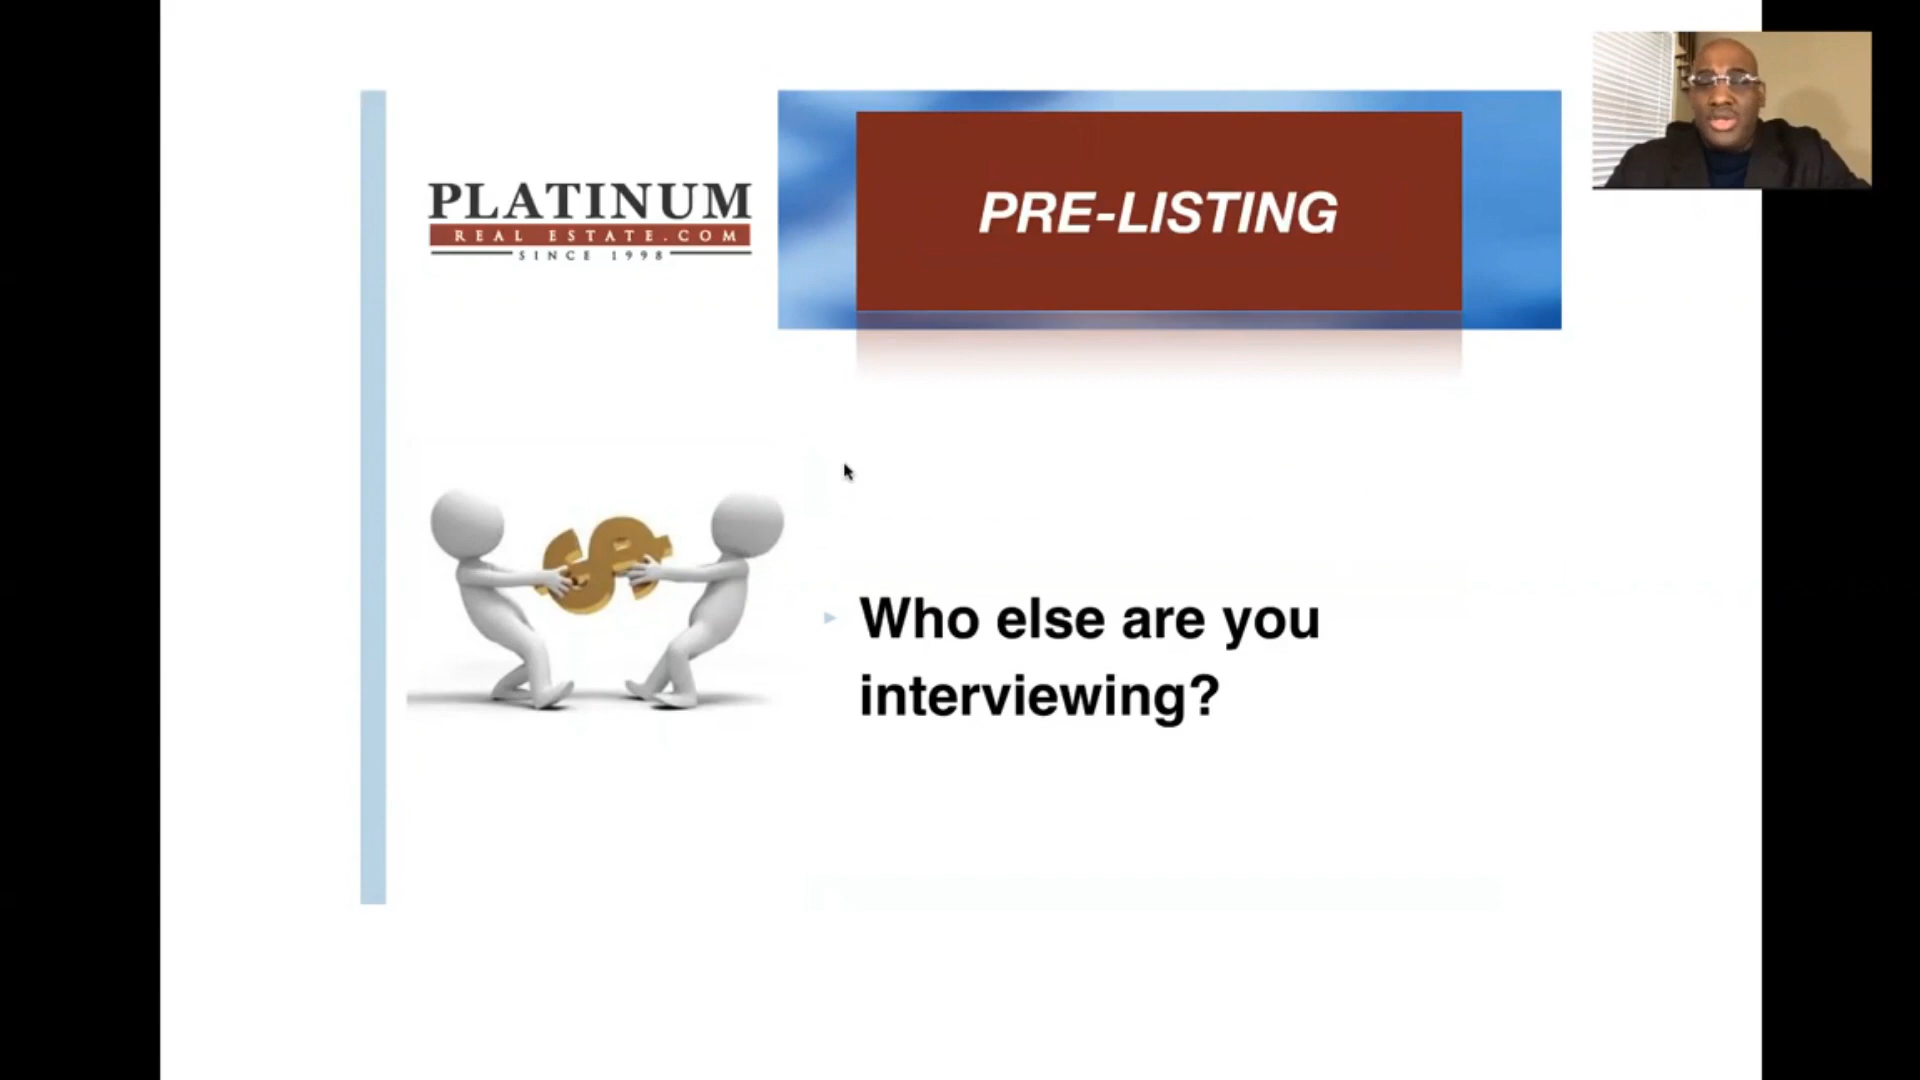 PLATINUM
REAL ESTATE.COM
SINCE 1998
PRE-LISTING
Who else are you
interviewing?